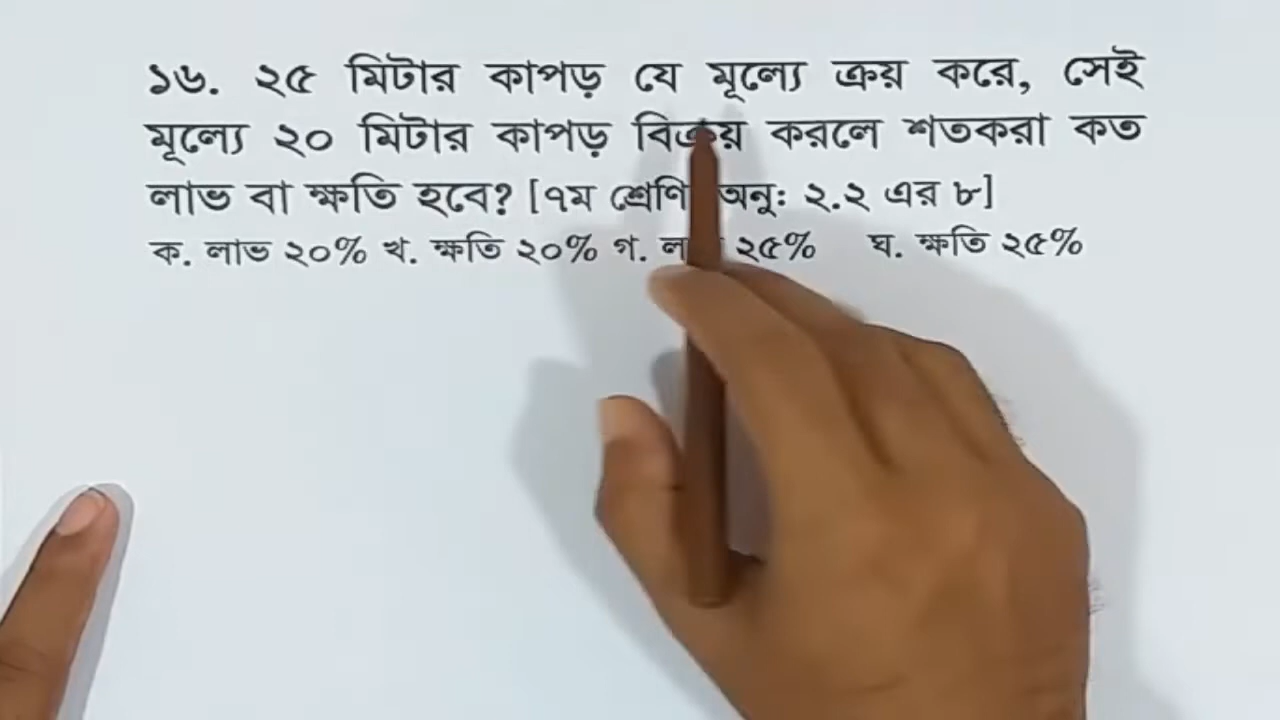 ১৬. ২৫ মিটার কাপড় যে মূল্যে ক্রয় করে, সেই
মূল্যে ২০ মিটার কাপড় বিক্রয় করলে শতকরা কত
লাভ বা ক্ষতি হবে? [৭ম শ্রেণি অনুঃ ২.২ এর ৮]
ক. লাভ ২০% খ. ক্ষতি ২০% গ. ২৫% ঘ. ক্ষতি ২৫%